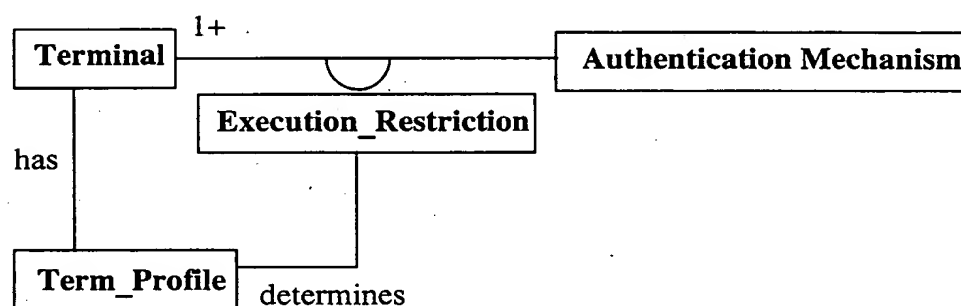 1+
Terminal
Authentication Mechanism
Execution_Restriction
has
Term_Profile
determines